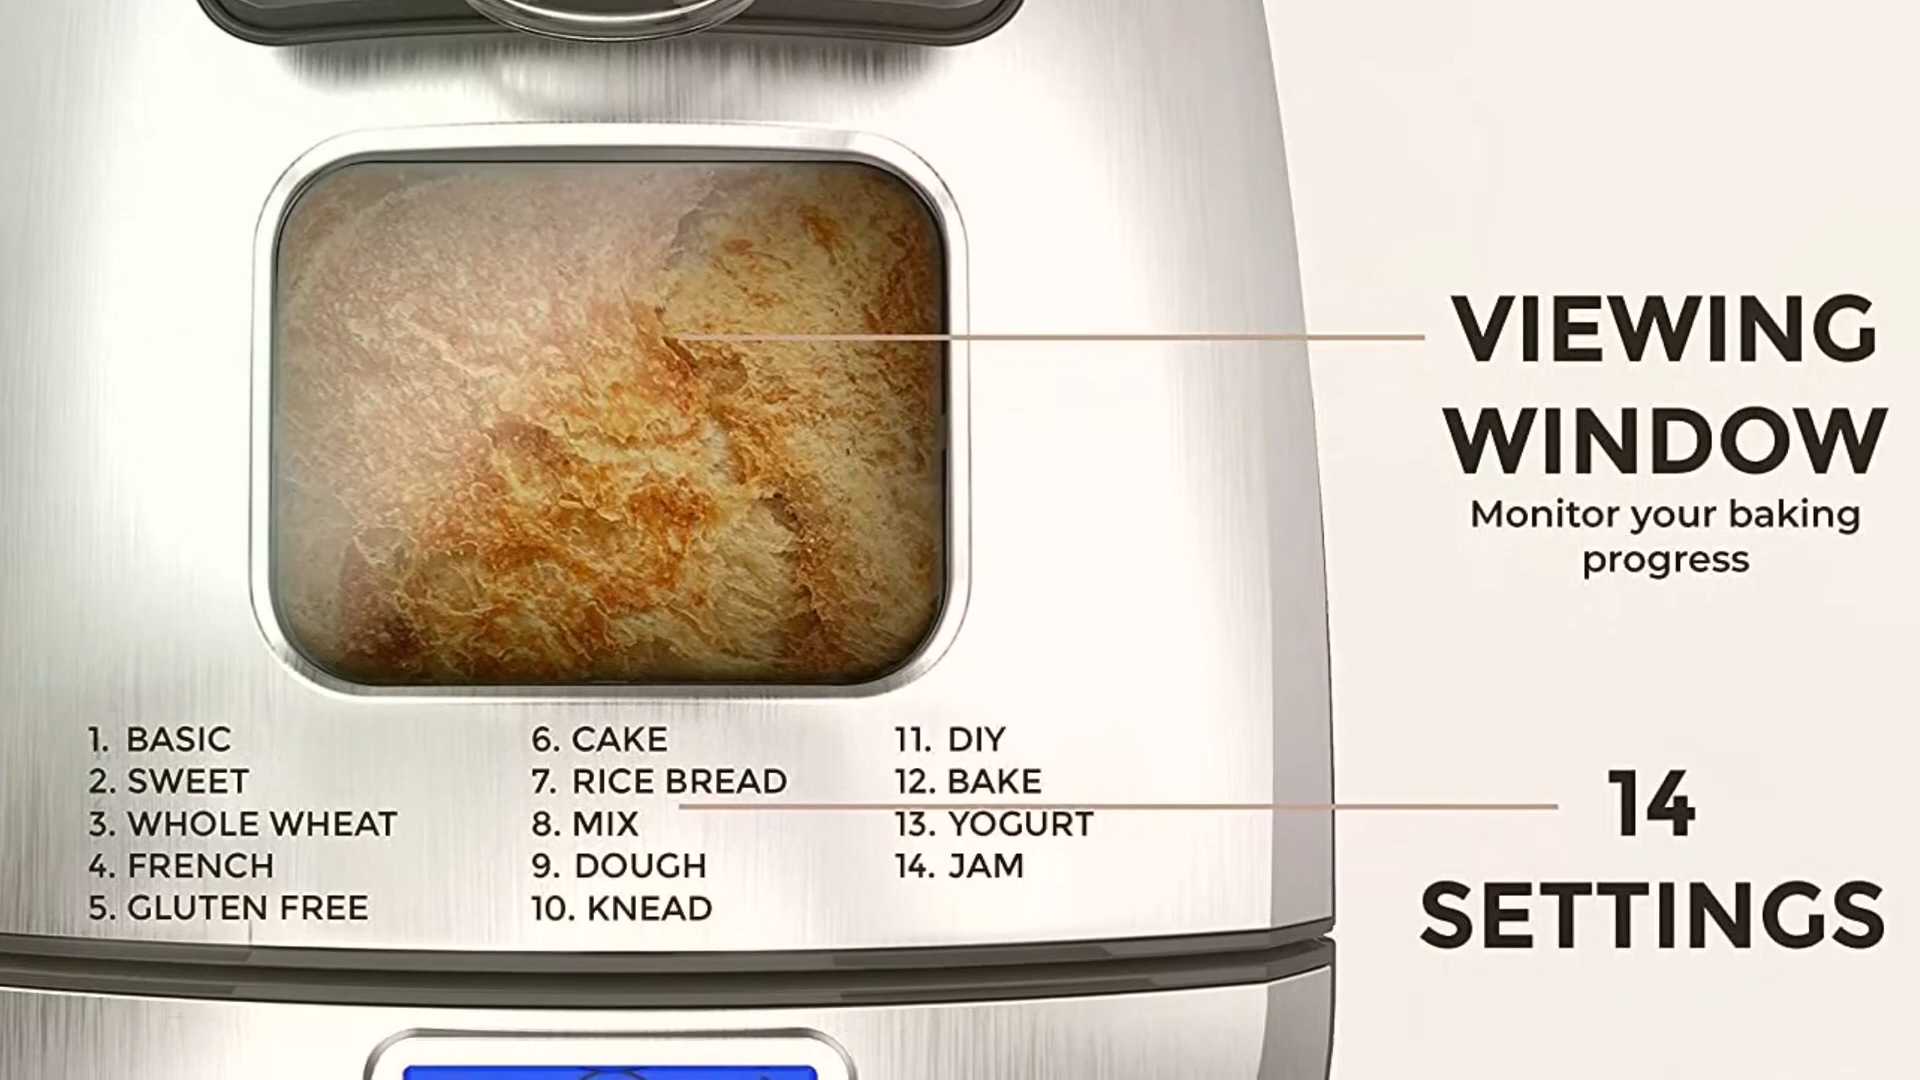 VIEWING
WINDOW
Monitor your baking
progress
1. BASIC
2. SWEET
3. WHOLE WHEAT
4. FRENCH
5. GLUTEN FREE
6. CAKE
7. RICE BREAD
8. MIX
9. DOUGH
10. KNEAD
11. DIY
12. BAKE
13. YOGURT
14. JAM
14
SETTINGS